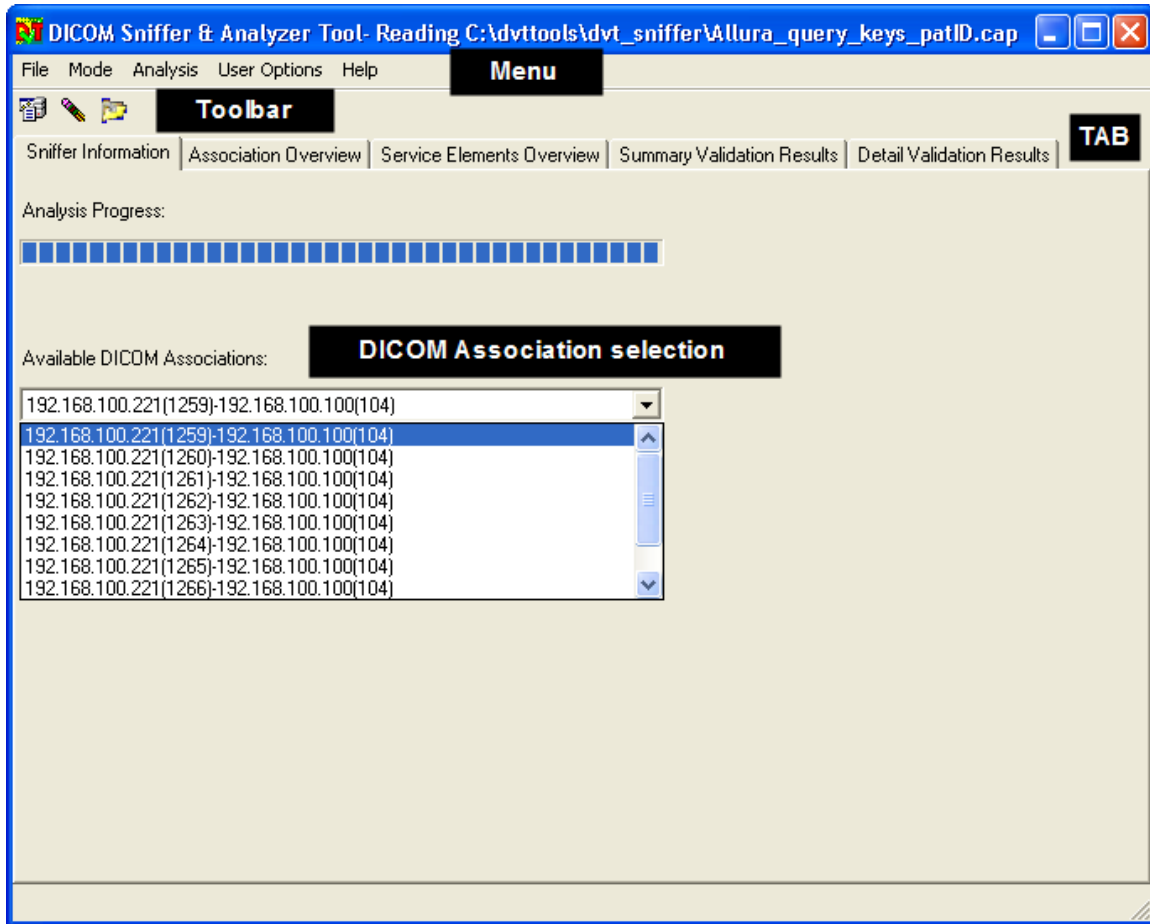 DICOM Sniffer & Analyzer Tool- Reading C:\dvttools\dvt_sniffer\Allura_query_keys_patID.cap
File Mode Analysis User Options Help
Menu
Toolbar
TAB
Sniffer Information Association Overview Service Elements Overview Summary Validation Results Detail Validation Results
Analysis Progress:
DICOM Association selection
Available DICOM Associations:
192.168.100.221(1259)-192.168.100.100(104)
192.168.100.221(1259)-192.168.100.100(104)
192.168.100.221(1260)-192.168.100.100(104)
192.168.100.221(1261)-192.168.100.100(104)
192.168.100.221(1262)-192.168.100.100(104)
192.168.100.221(1263)-192.168.100.100(104)
192.168.100.221(1264)-192.168.100.100(104)
192.168.100.221(1265)-192.168.100.100(104)
192.168.100.221(1266)-192.168.100.100(104)